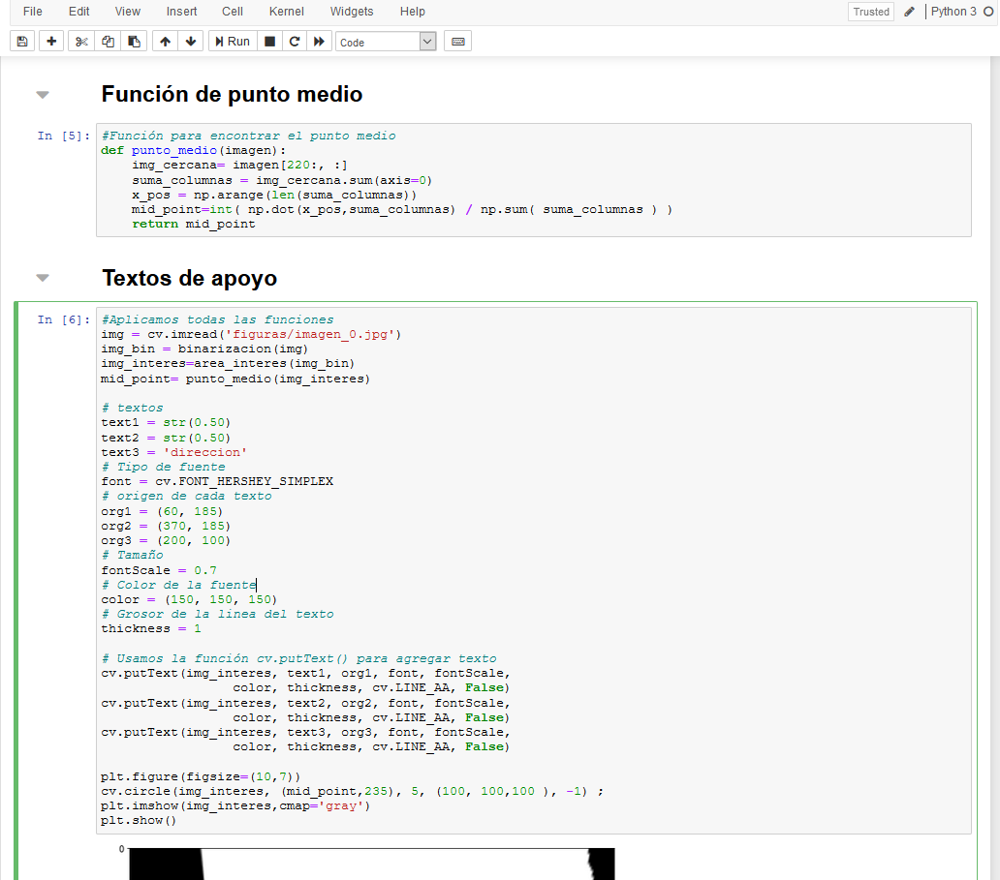 File Edit View Insert Cell Kernel Widgets Help Trusted Python 3
Run Code
Función de punto medio
In [5]: #Función para encontrar el punto medio
def punto_medio(imagen):
    img_cercana= imagen[220:, :]
    suma_columnas = img_cercana.sum(axis=0)
    x_pos = np.arange(len(suma_columnas))
    mid_point=int( np.dot(x_pos,suma_columnas) / np.sum( suma_columnas ) )
    return mid_point
Textos de apoyo
In [6]: #Aplicamos todas las funciones
img = cv.imread('figuras/imagen_0.jpg')
img_bin = binarizacion(img)
img_interes=area_interes(img_bin)
mid_point= punto_medio(img_interes)
# textos
text1 = str(0.50)
text2 = str(0.50)
text3 = 'direccion'
# Tipo de fuente
font = cv.FONT_HERSHEY_SIMPLEX
# origen de cada texto
org1 = (60, 185)
org2 = (370, 185)
org3 = (200, 100)
# Tamaño
fontScale = 0.7
# Color de la fuente
color = (150, 150, 150)
# Grosor de la linea del texto
thickness = 1
# Usamos la función cv.putText() para agregar texto
cv.putText(img_interes, text1, org1, font, fontScale,
                 color, thickness, cv.LINE_AA, False)
cv.putText(img_interes, text2, org2, font, fontScale,
                 color, thickness, cv.LINE_AA, False)
cv.putText(img_interes, text3, org3, font, fontScale,
                 color, thickness, cv.LINE_AA, False)
plt.figure(figsize=(10,7))
cv.circle(img_interes, (mid_point,235), 5, (100, 100,100 ), -1) ;
plt.imshow(img_interes,cmap='gray')
plt.show()
0